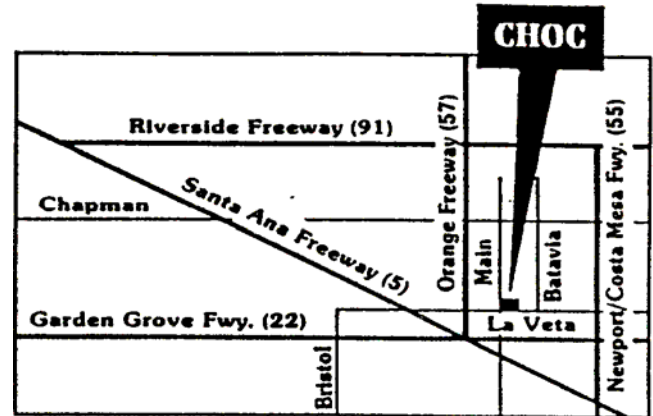 CHOC
Riverside Freeway (91)
Orange Freeway (57)
Newport/Costa Mesa Fwy. (55)
Chapman
Santa Ana Freeway (5)
Main
Batavia
Garden Grove Fwy. (22)
La Veta
Bristol